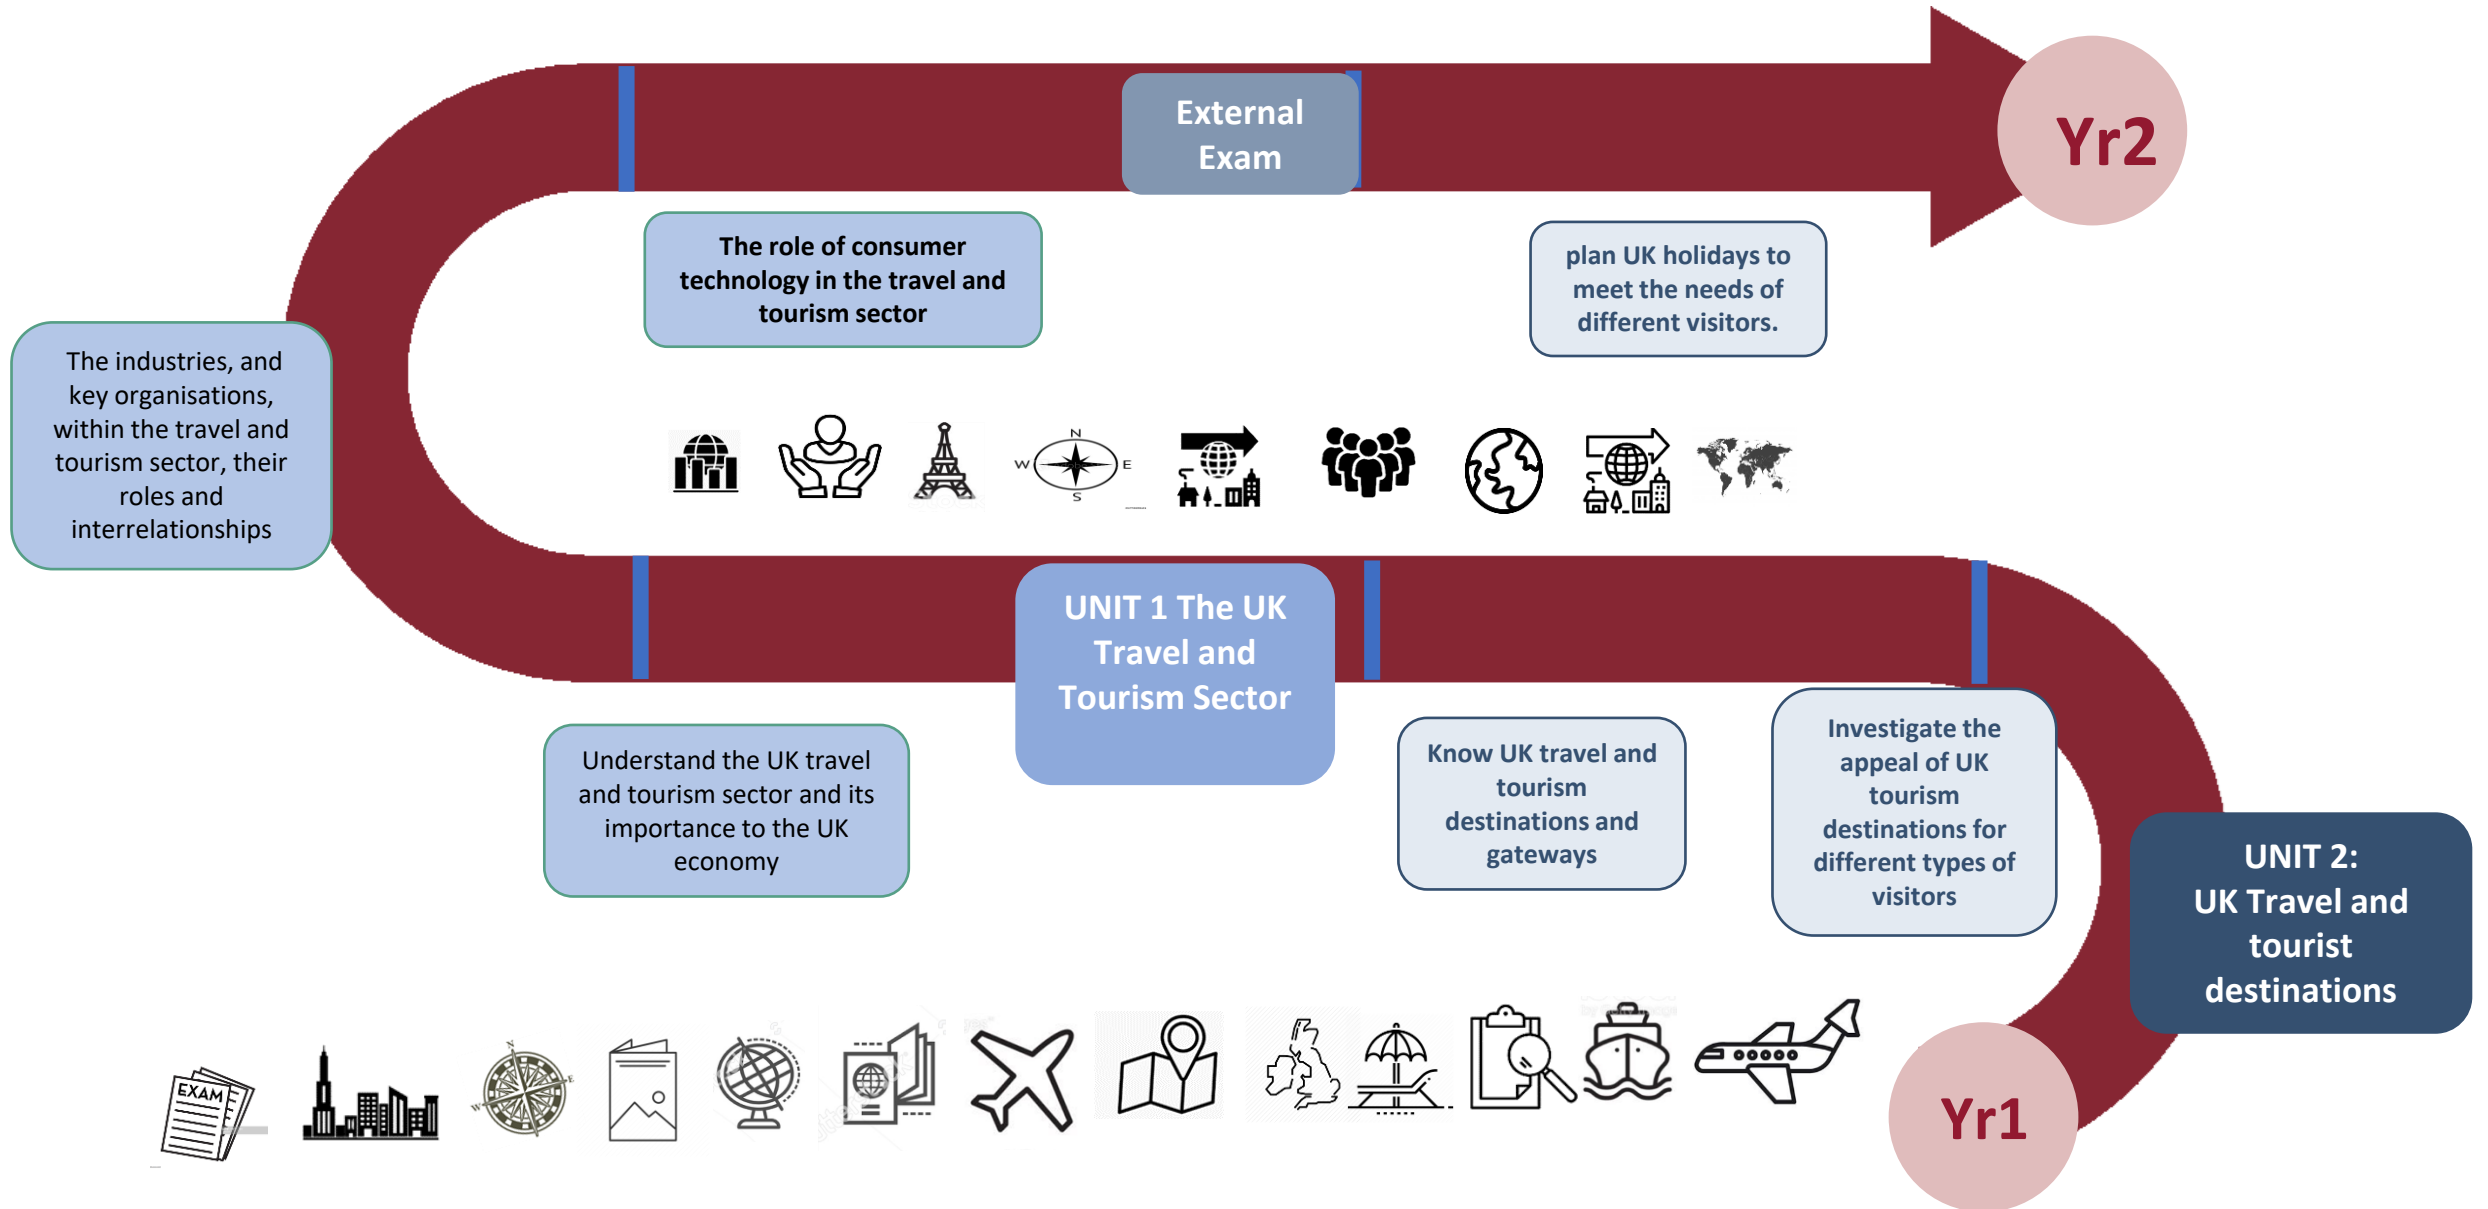 External
Exam
Yr2
The role of consumer
technology in the travel and
tourism sector
plan UK holidays to
meet the needs of
different visitors.
The industries, and
key organisations,
within the travel and
tourism sector, their
roles and
interrelationships
N
W
E
S
UNIT 1 The UK
Travel and
Tourism Sector
Understand the UK travel
and tourism sector and its
importance to the UK
economy
Know UK travel and
tourism
destinations and
gateways
Investigate the
appeal of UK
tourism
destinations for
different types of
visitors
UNIT 2:
UK Travel and
tourist
destinations
EXAM
N
W
E
Yr1